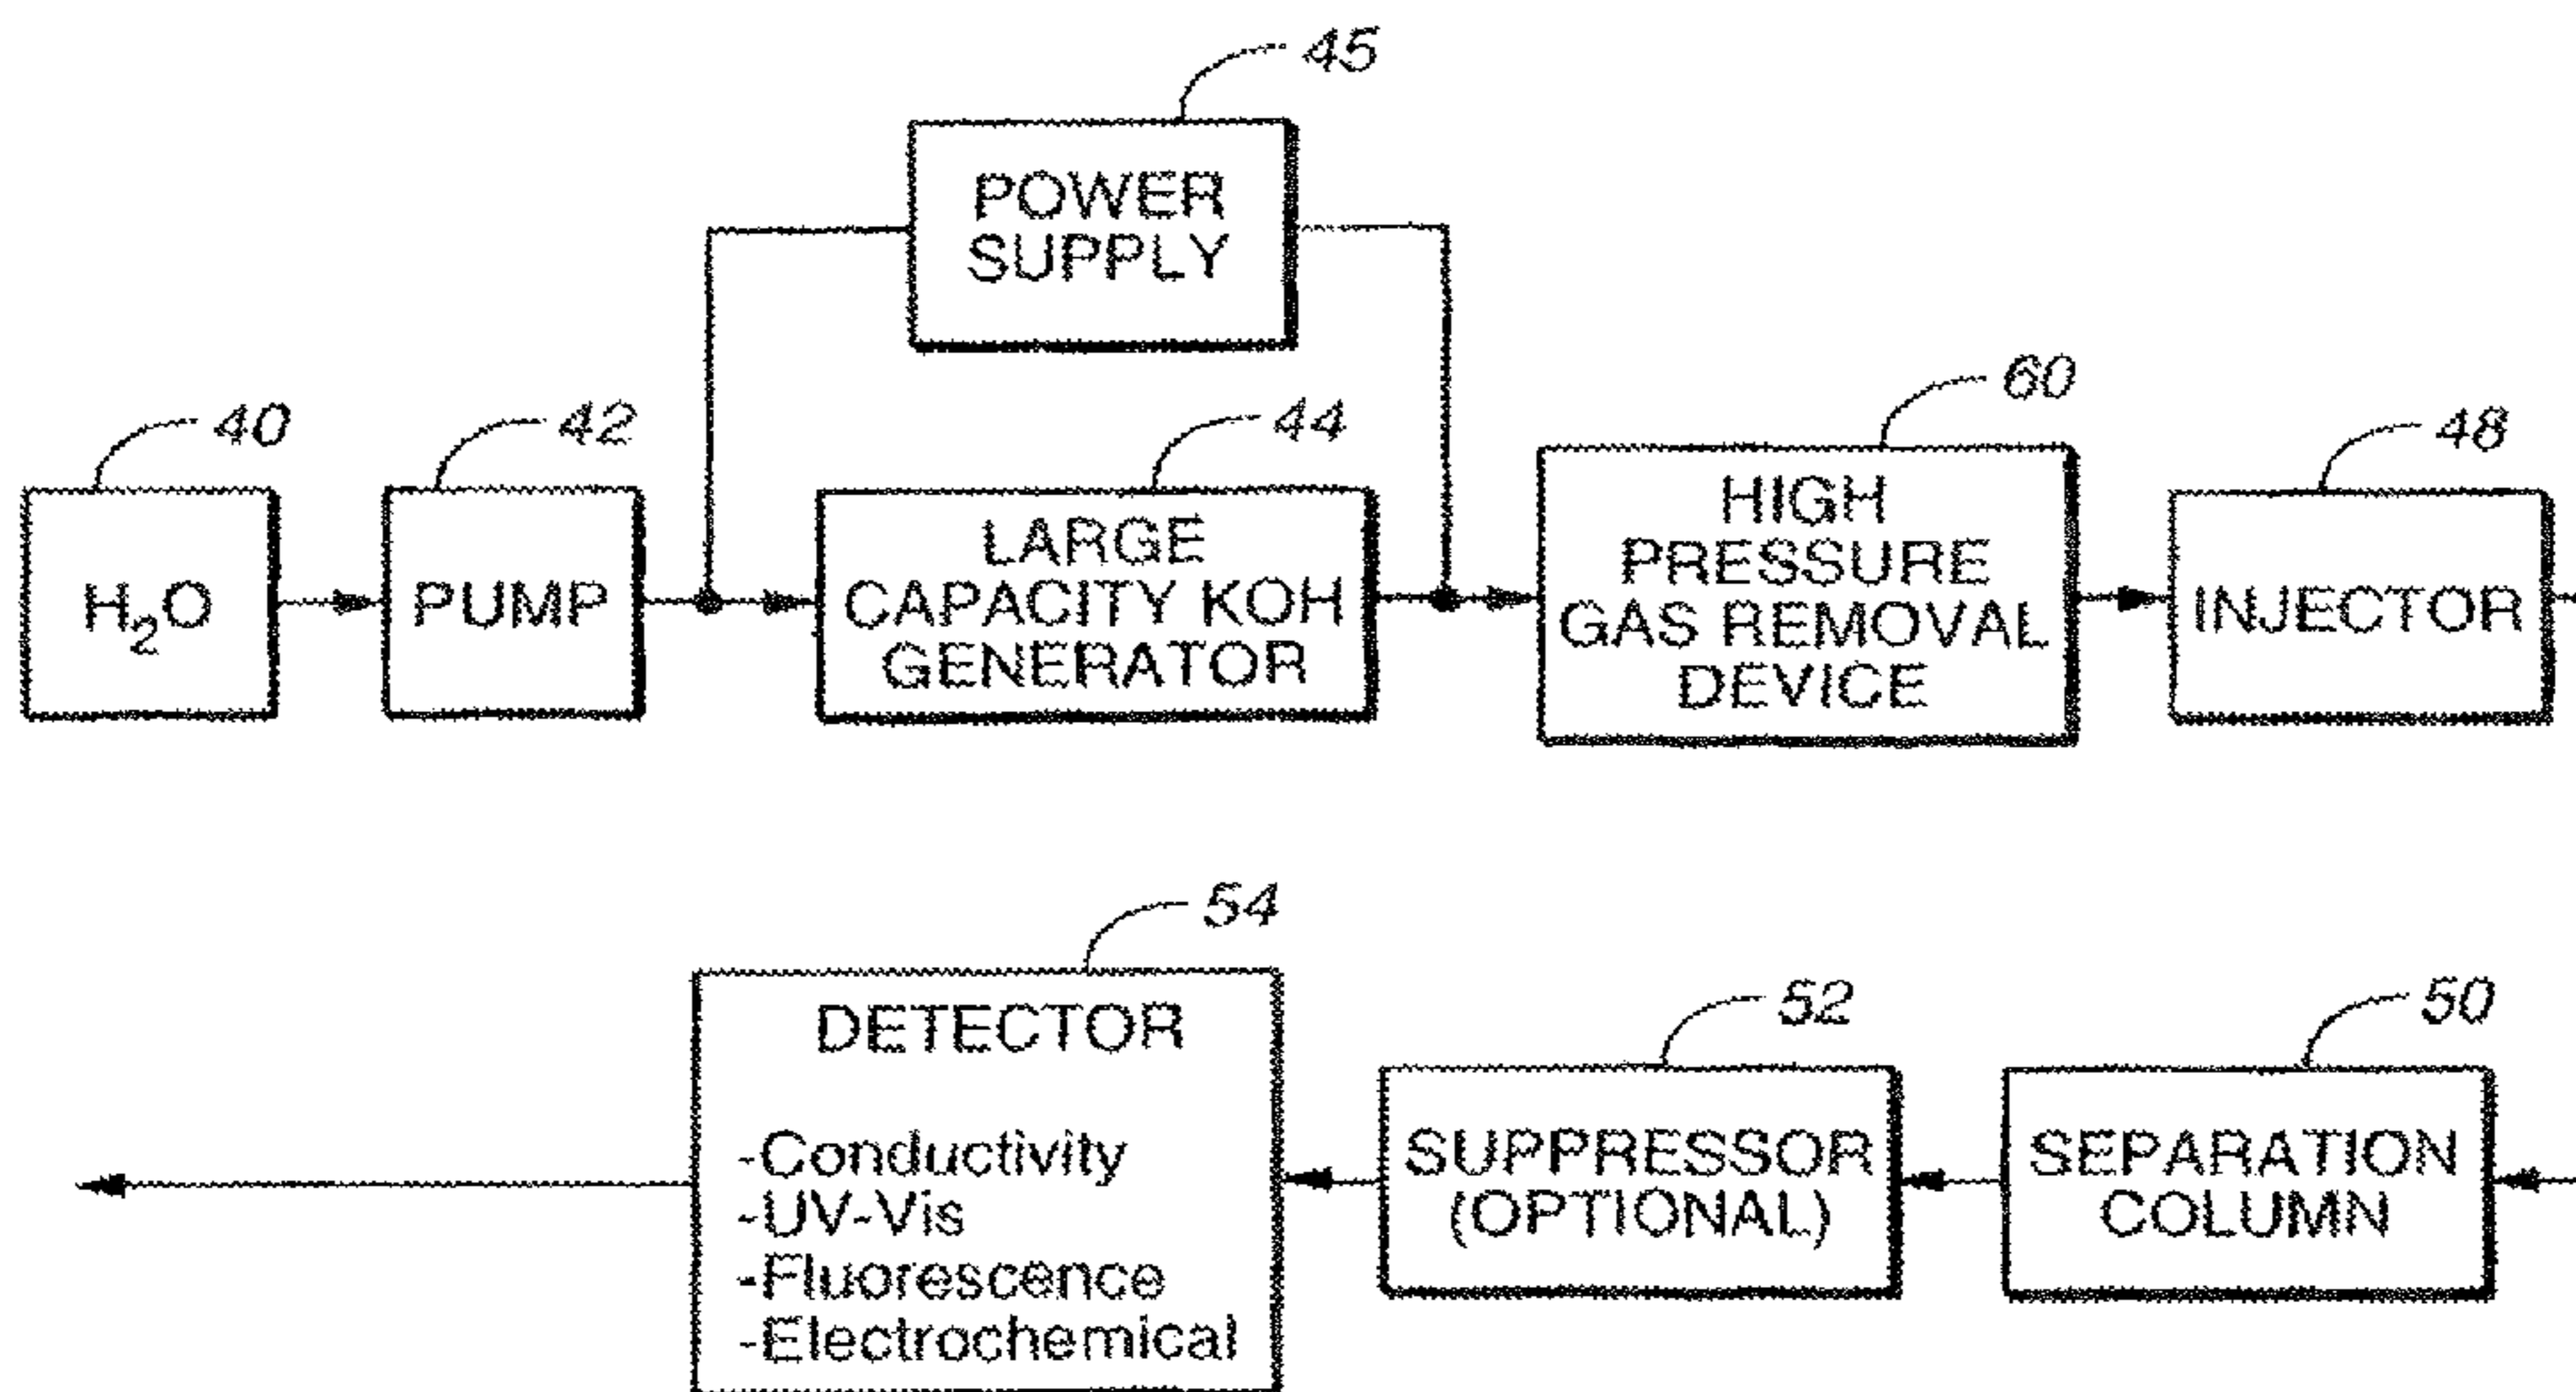 45
POWER
SUPPLY
60
40
42
44
48
H₂O
PUMP
LARGE
CAPACITY KOH
GENERATOR
HIGH
PRESSURE
GAS REMOVAL
DEVICE
INJECTOR
54
DETECTOR
-Conductivity
-UV-Vis
-Fluorescence
-Electrochemical
52
SUPPRESSOR
(OPTIONAL)
50
SEPARATION
COLUMN